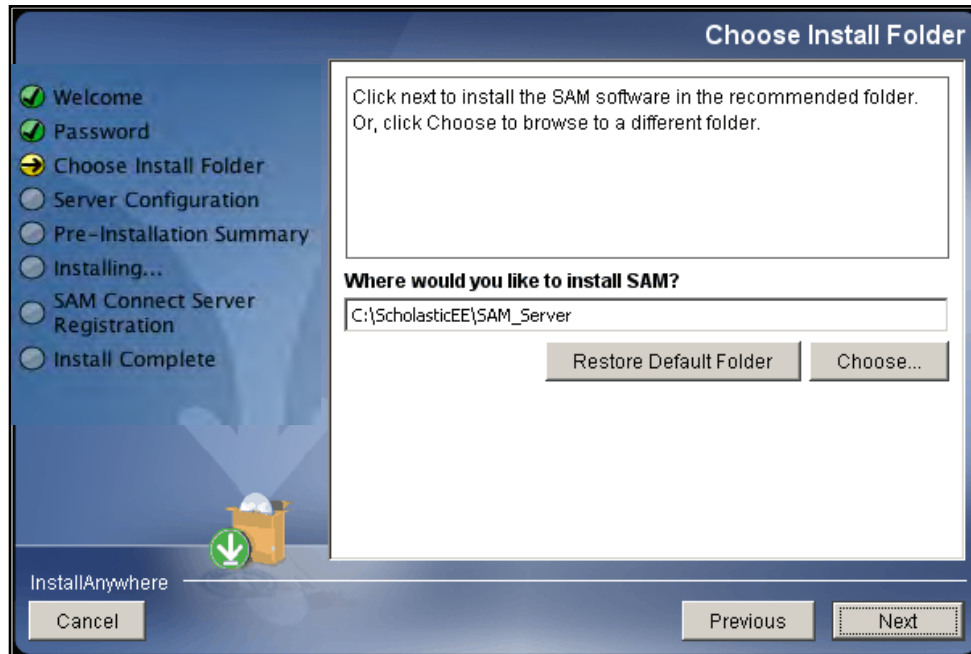 Choose Install Folder
Welcome
Password
Choose Install Folder
Server Configuration
Pre-Installation Summary
Installing...
SAM Connect Server
Registration
Install Complete
Click next to install the SAM software in the recommended folder.
Or, click Choose to browse to a different folder.
Where would you like to install SAM?
C:\ScholasticEE\SAM_Server
Restore Default Folder
Choose...
InstallAnywhere
Cancel
Previous
Next